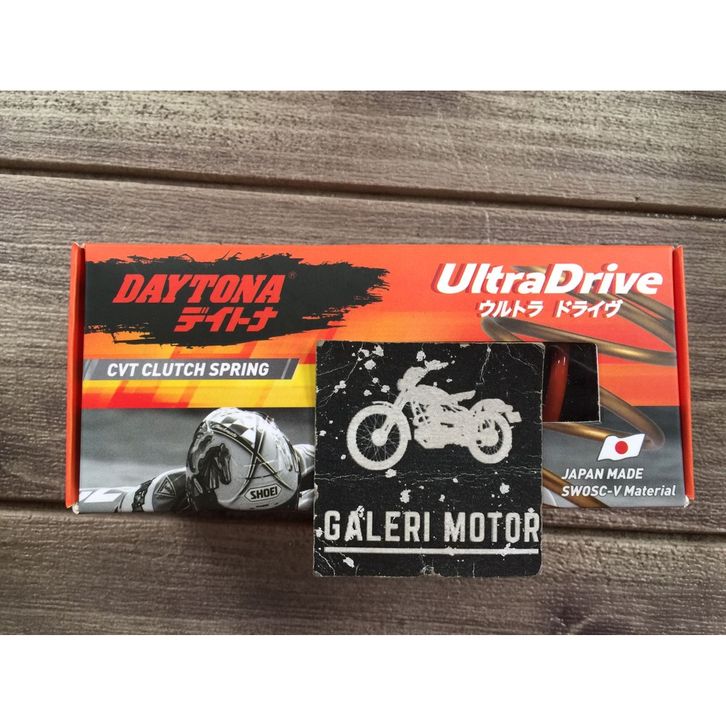 DAYTONA®
デイトナ
CVT CLUTCH SPRING
UltraDrive
ウルトラ ドライヴ
SHOEI
GALERI MOTOR
JAPAN MADE
SWOSC-V Material